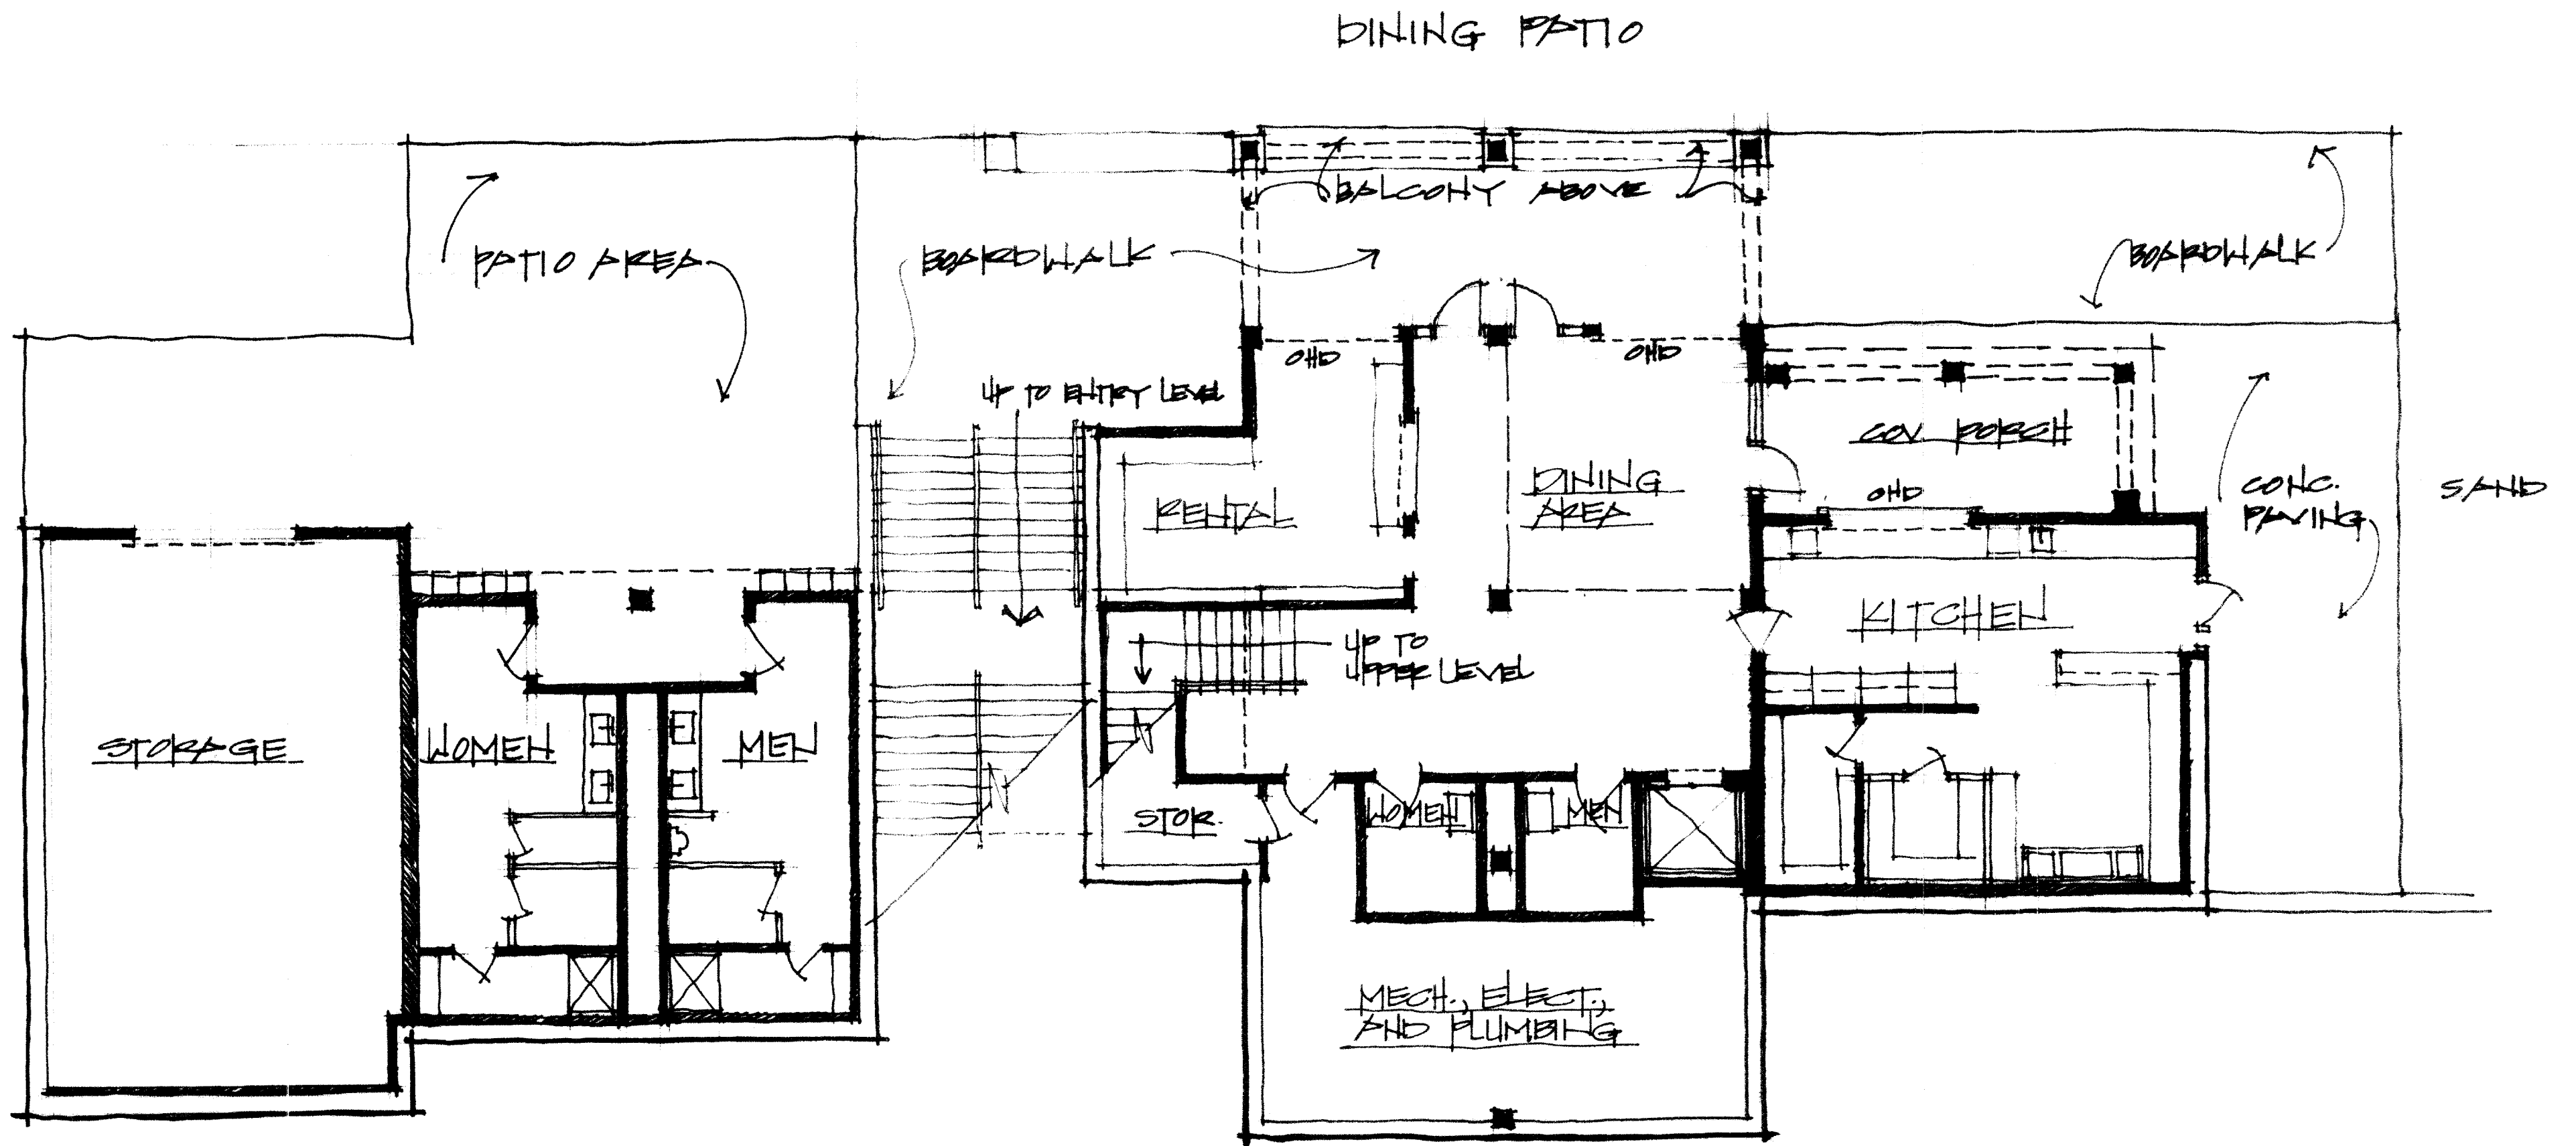 DINING PATIO
BALCONY ABOVE
PATIO AREA
BOARDWALK
BOARDWALK
OHD
OHD
UP TO ENTRY LEVEL
COV. PORCH
RENTAL
DINING
AREA
OHD
CONC.
PAVING
SAND
KITCHEN
UP TO
UPPER LEVEL
STORAGE
WOMEN
MEN
STOR.
WOMEN
MEN
MECH., ELECT.,
AND PLUMBING